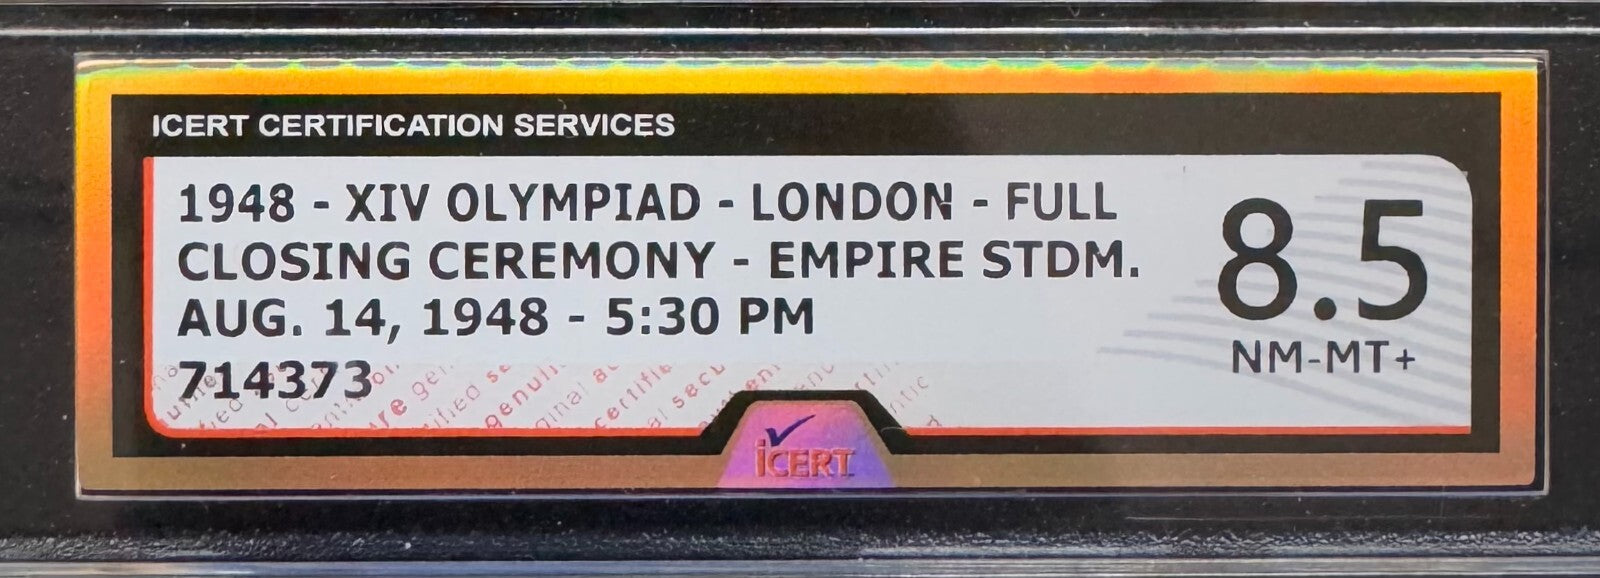 ICERT CERTIFICATION SERVICES
1948 - XIV OLYMPIAD - LONDON - FULL
CLOSING CEREMONY - EMPIRE STDM.
AUG. 14, 1948 - 5:30 PM
714373
8.5
NM-MT+
iCERT